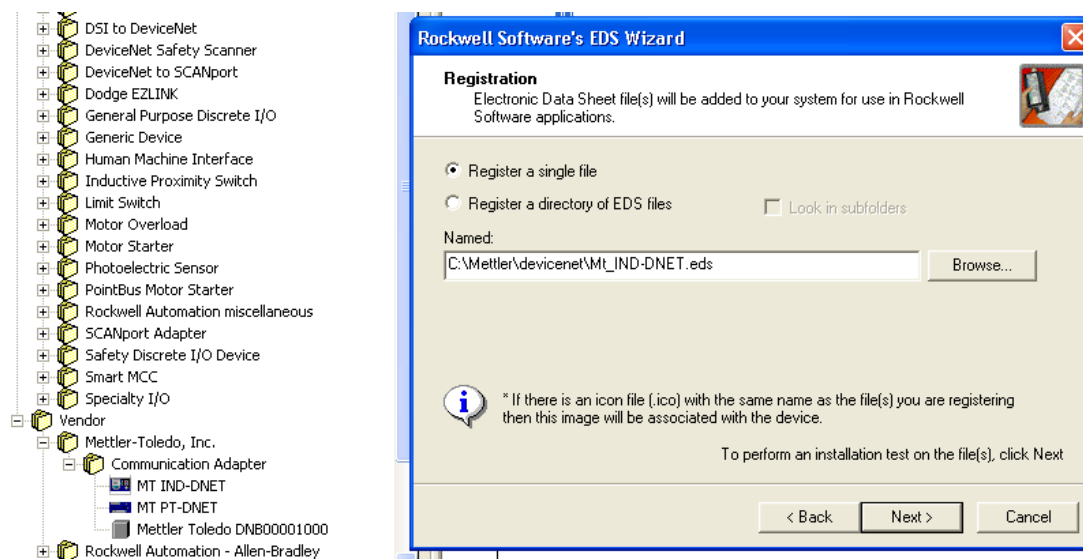 DSI to DeviceNet
DeviceNet Safety Scanner
DeviceNet to SCANport
Dodge EZLINK
General Purpose Discrete I/O
Generic Device
Human Machine Interface
Inductive Proximity Switch
Limit Switch
Motor Overload
Motor Starter
Photoelectric Sensor
PointBus Motor Starter
Rockwell Automation miscellaneous
SCANport Adapter
Safety Discrete I/O Device
Smart MCC
Specialty I/O
Vendor
Mettler-Toledo, Inc.
Communication Adapter
MT IND-DNET
MT PT-DNET
Mettler Toledo DNB00001000
Rockwell Automation - Allen-Bradley
Rockwell Software's EDS Wizard
Registration
Electronic Data Sheet file(s) will be added to your system for use in Rockwell
Software applications.
Register a single file
Register a directory of EDS files
Look in subfolders
Named:
C:\Mettler\devicenet\Mt_IND-DNET.eds
Browse...
* If there is an icon file (.ico) with the same name as the file(s) you are registering
then this image will be associated with the device.
To perform an installation test on the file(s), click Next
< Back
Next >
Cancel